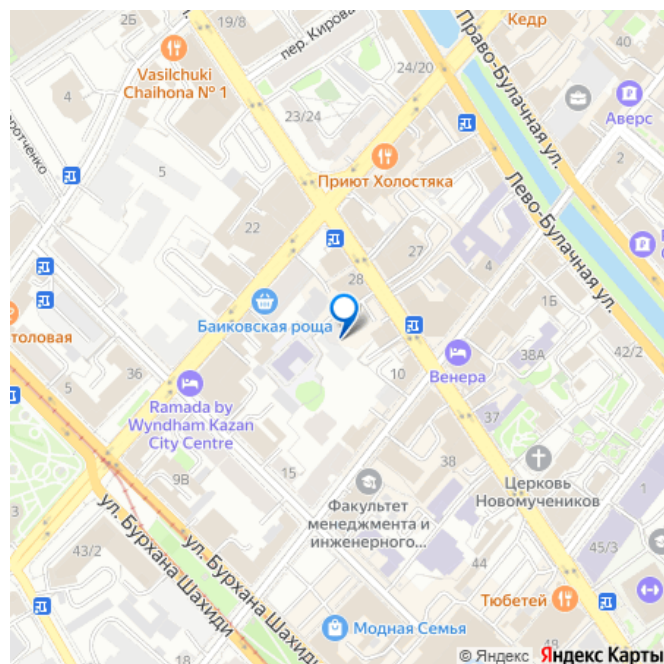 2Б
19/8
пер. Кирова
Право-Булачная ул.
Кедр
40
Vasilchuki
Chaihona № 1
24/20
4
23/24
Аверс
2
5
Приют Холостяка
Лево-Булачная ул.
22
27
4
28
1Б
Баиковская роща
столовая
36
38А
42/2
5
10
Венера
Ramada by
Wyndham Kazan
City Centre
37
38
9В
15
Церковь
Новомучеников
3
Факультет
менеджмента и
инженерного...
1
ул. Бурхана Шахиди
ул. Бурхана Шахиди
43/2
45/3
44
Тюбетей
Модная Семья
50
18
© Яндекс Яндекс Карты